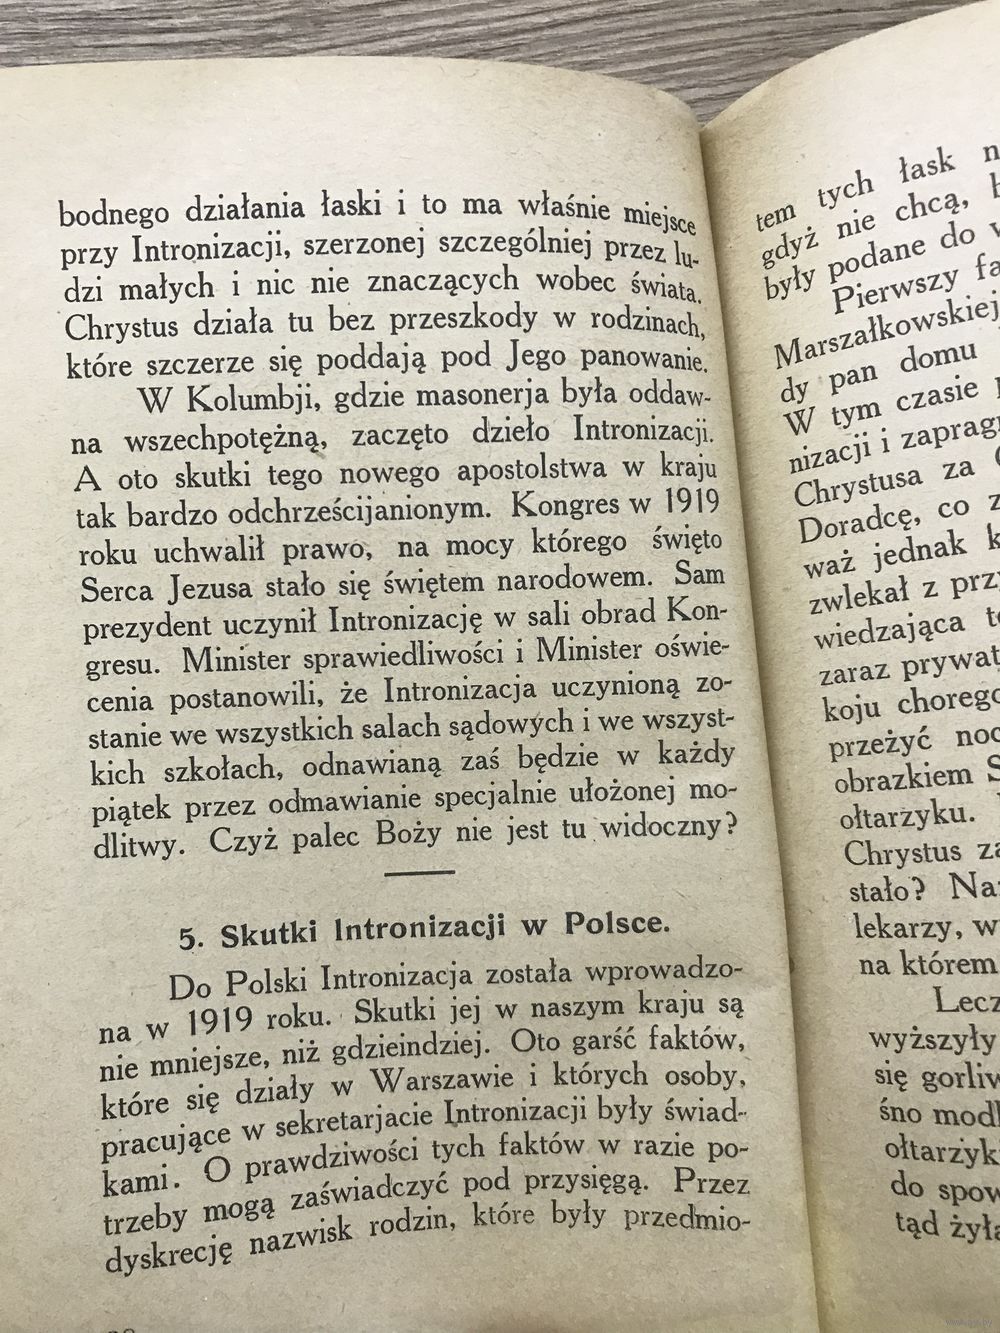 bodnego działania łaski i to ma właśnie miejsce
przy Intronizacji, szerzonej szczególniej przez lu-
dzi małych i nic nie znaczących wobec świata.
Chrystus działa tu bez przeszkody w rodzinach,
które szczerze się poddają pod Jego panowanie.
W Kolumbji, gdzie masonerja była oddaw-
na wszechpotężną, zaczęto dzieło Intronizacji.
A oto skutki tego nowego apostolstwa w kraju
tak bardzo odchrześcijanionym. Kongres w 1919
roku uchwalił prawo, na mocy którego święto
Serca Jezusa stało się świętem narodowem. Sam
prezydent uczynił Intronizację w sali obrad Kon-
gresu. Minister sprawiedliwości i Minister oświe-
cenia postanowili, że Intronizacja uczynioną zo-
stanie we wszystkich salach sądowych i we wszyst-
kich szkołach, odnawianą zaś będzie w każdy
piątek przez odmawianie specjalnie ułożonej mo-
dlitwy. Czyż palec Boży nie jest tu widoczny?
5. Skutki Intronizacji w Polsce.
Do Polski Intronizacja została wprowadzo-
na w 1919 roku. Skutki jej w naszym kraju są
nie mniejsze, niż gdzieindziej. Oto garść faktów,
które się działy w Warszawie i których osoby,
pracujące w sekretarjacie Intronizacji były świad-
kami. O prawdziwości tych faktów w razie po-
trzeby mogą zaświadczyć pod przysięgą. Przez
dyskrecję nazwisk rodzin, które były przedmio-
tem tych łask
gdyż nie chcą,
były podane do
Pierwszy
Marszałkowskiej
dy pan domu
W tym czasie
nizacji i zaprag
Chrystusa za
Doradcę, co
waż jednak
zwlekał z przy
wiedzająca
zaraz prywat
koju chorego
przeżyć noc
obrazkiem
ołtarzyku.
Chrystus za
stało? Na
lekarzy, w
na którem
Lecz
wyższyły
się gorliw
śno modl
ołtarzyk
do spow
tąd żyła